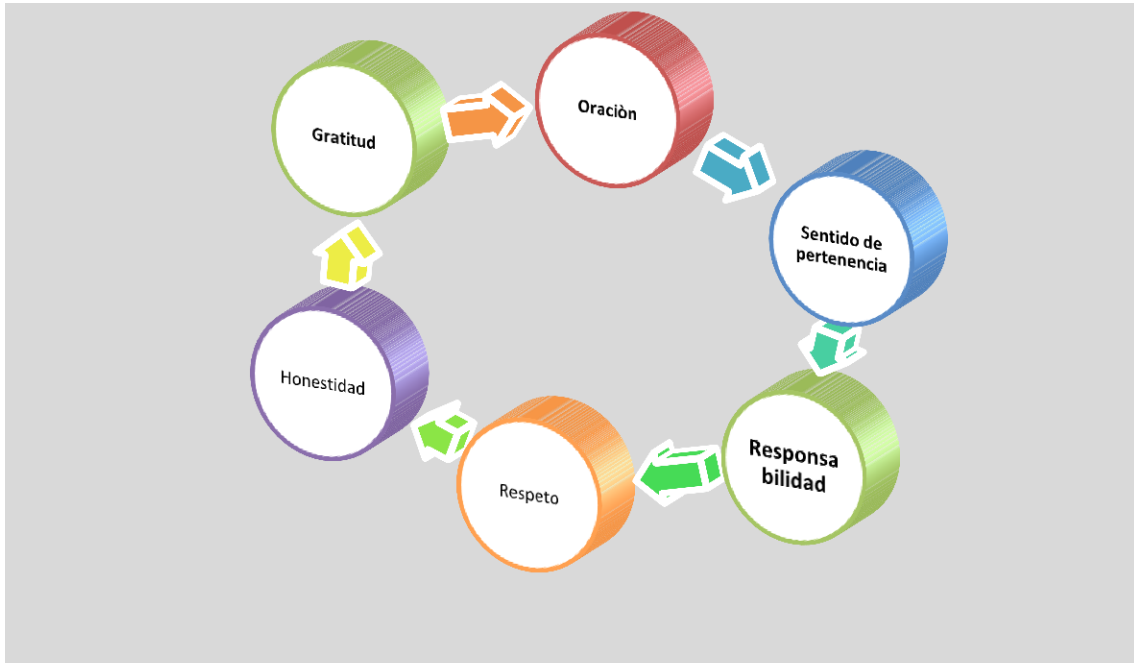 Gratitud
Oraciòn
Sentido de
pertenencia
Responsa
bilidad
Respeto
Honestidad